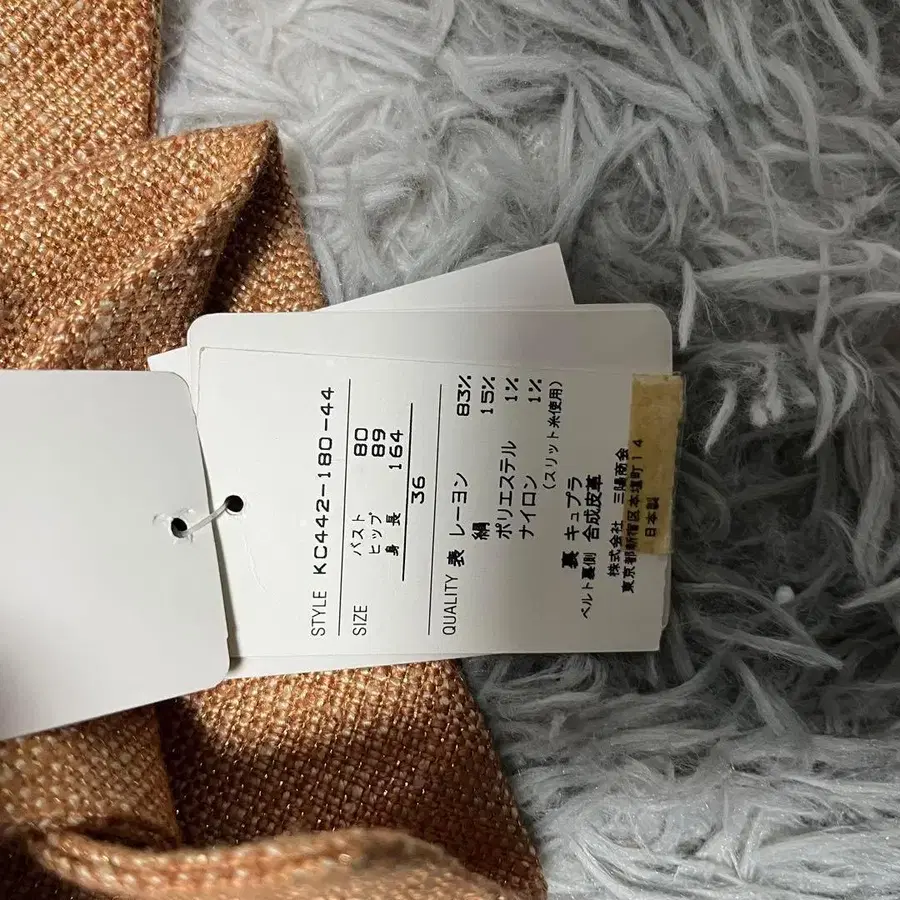 STYLE KC442-180-44
SIZE バスト 80
ヒップ 89
身長 164
36
QUALITY 表 レーヨン 83%
絹 15%
ポリエステル 1%
ナイロン 1%
(スリット糸使用)
裏 キュプラ
ベルト裏側 合成皮革
株式会社 三陽商会
東京都新宿区本塩町14
日本製